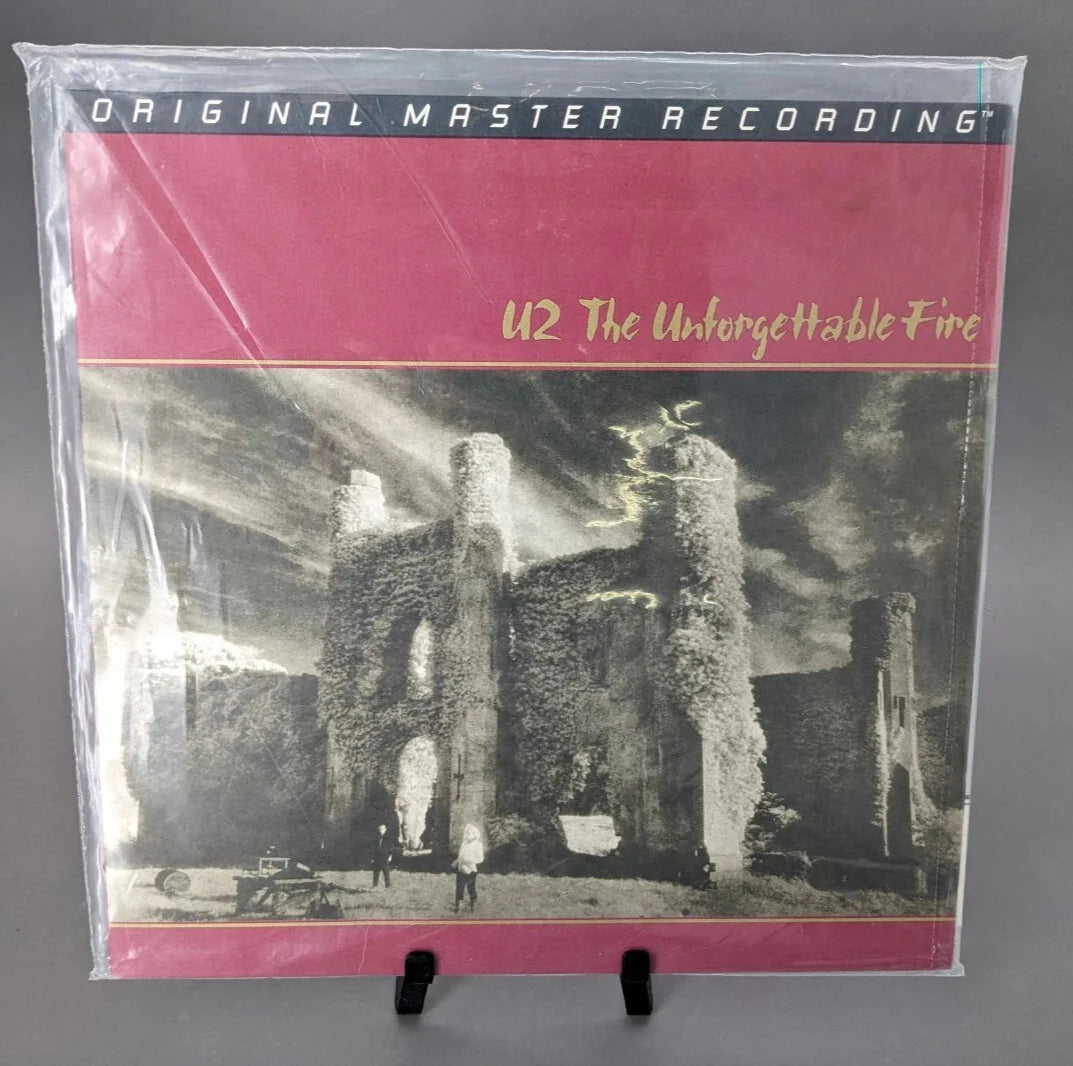 ORIGINAL MASTER RECORDING™
U2 The Unforgettable Fire